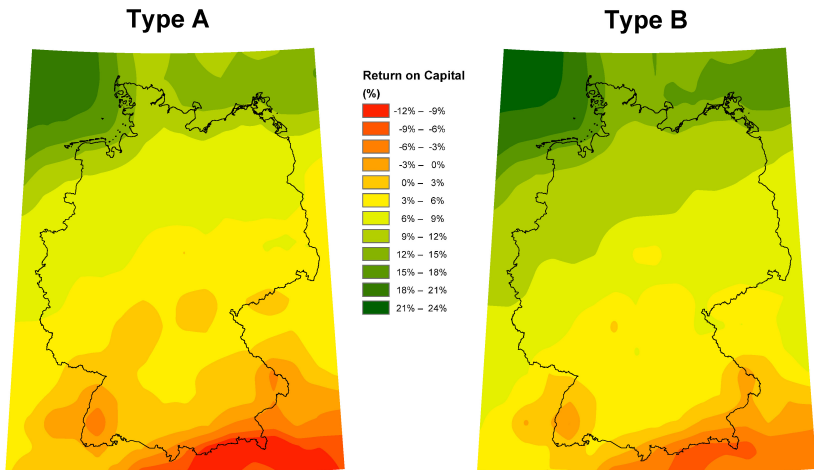 Type A
Type B
Return on Capital
(%)
-12% – -9%
-9% – -6%
-6% – -3%
-3% – 0%
0% – 3%
3% – 6%
6% – 9%
9% – 12%
12% – 15%
15% – 18%
18% – 21%
21% – 24%